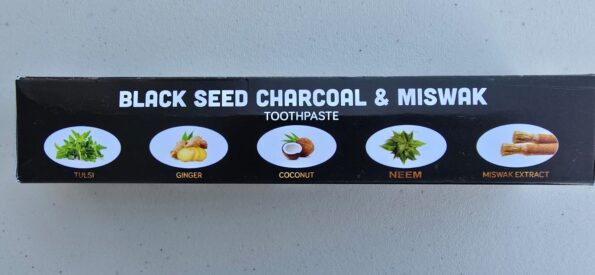 BLACK SEED CHARCOAL & MISWAK
TOOTHPASTE
TULSI GINGER COCONUT NEEM MISWAK EXTRACT